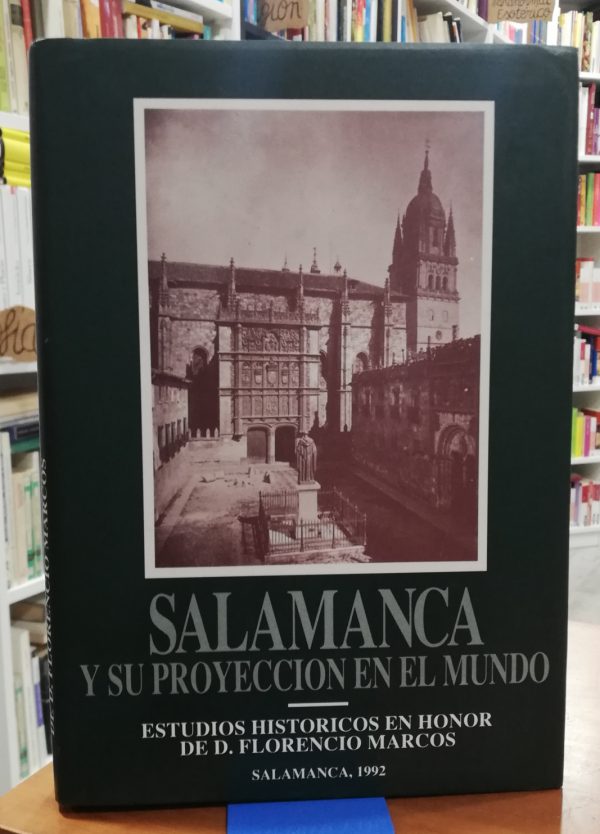 SALAMANCA
Y SU PROYECCION EN EL MUNDO
ESTUDIOS HISTORICOS EN HONOR
DE D. FLORENCIO MARCOS
SALAMANCA, 1992